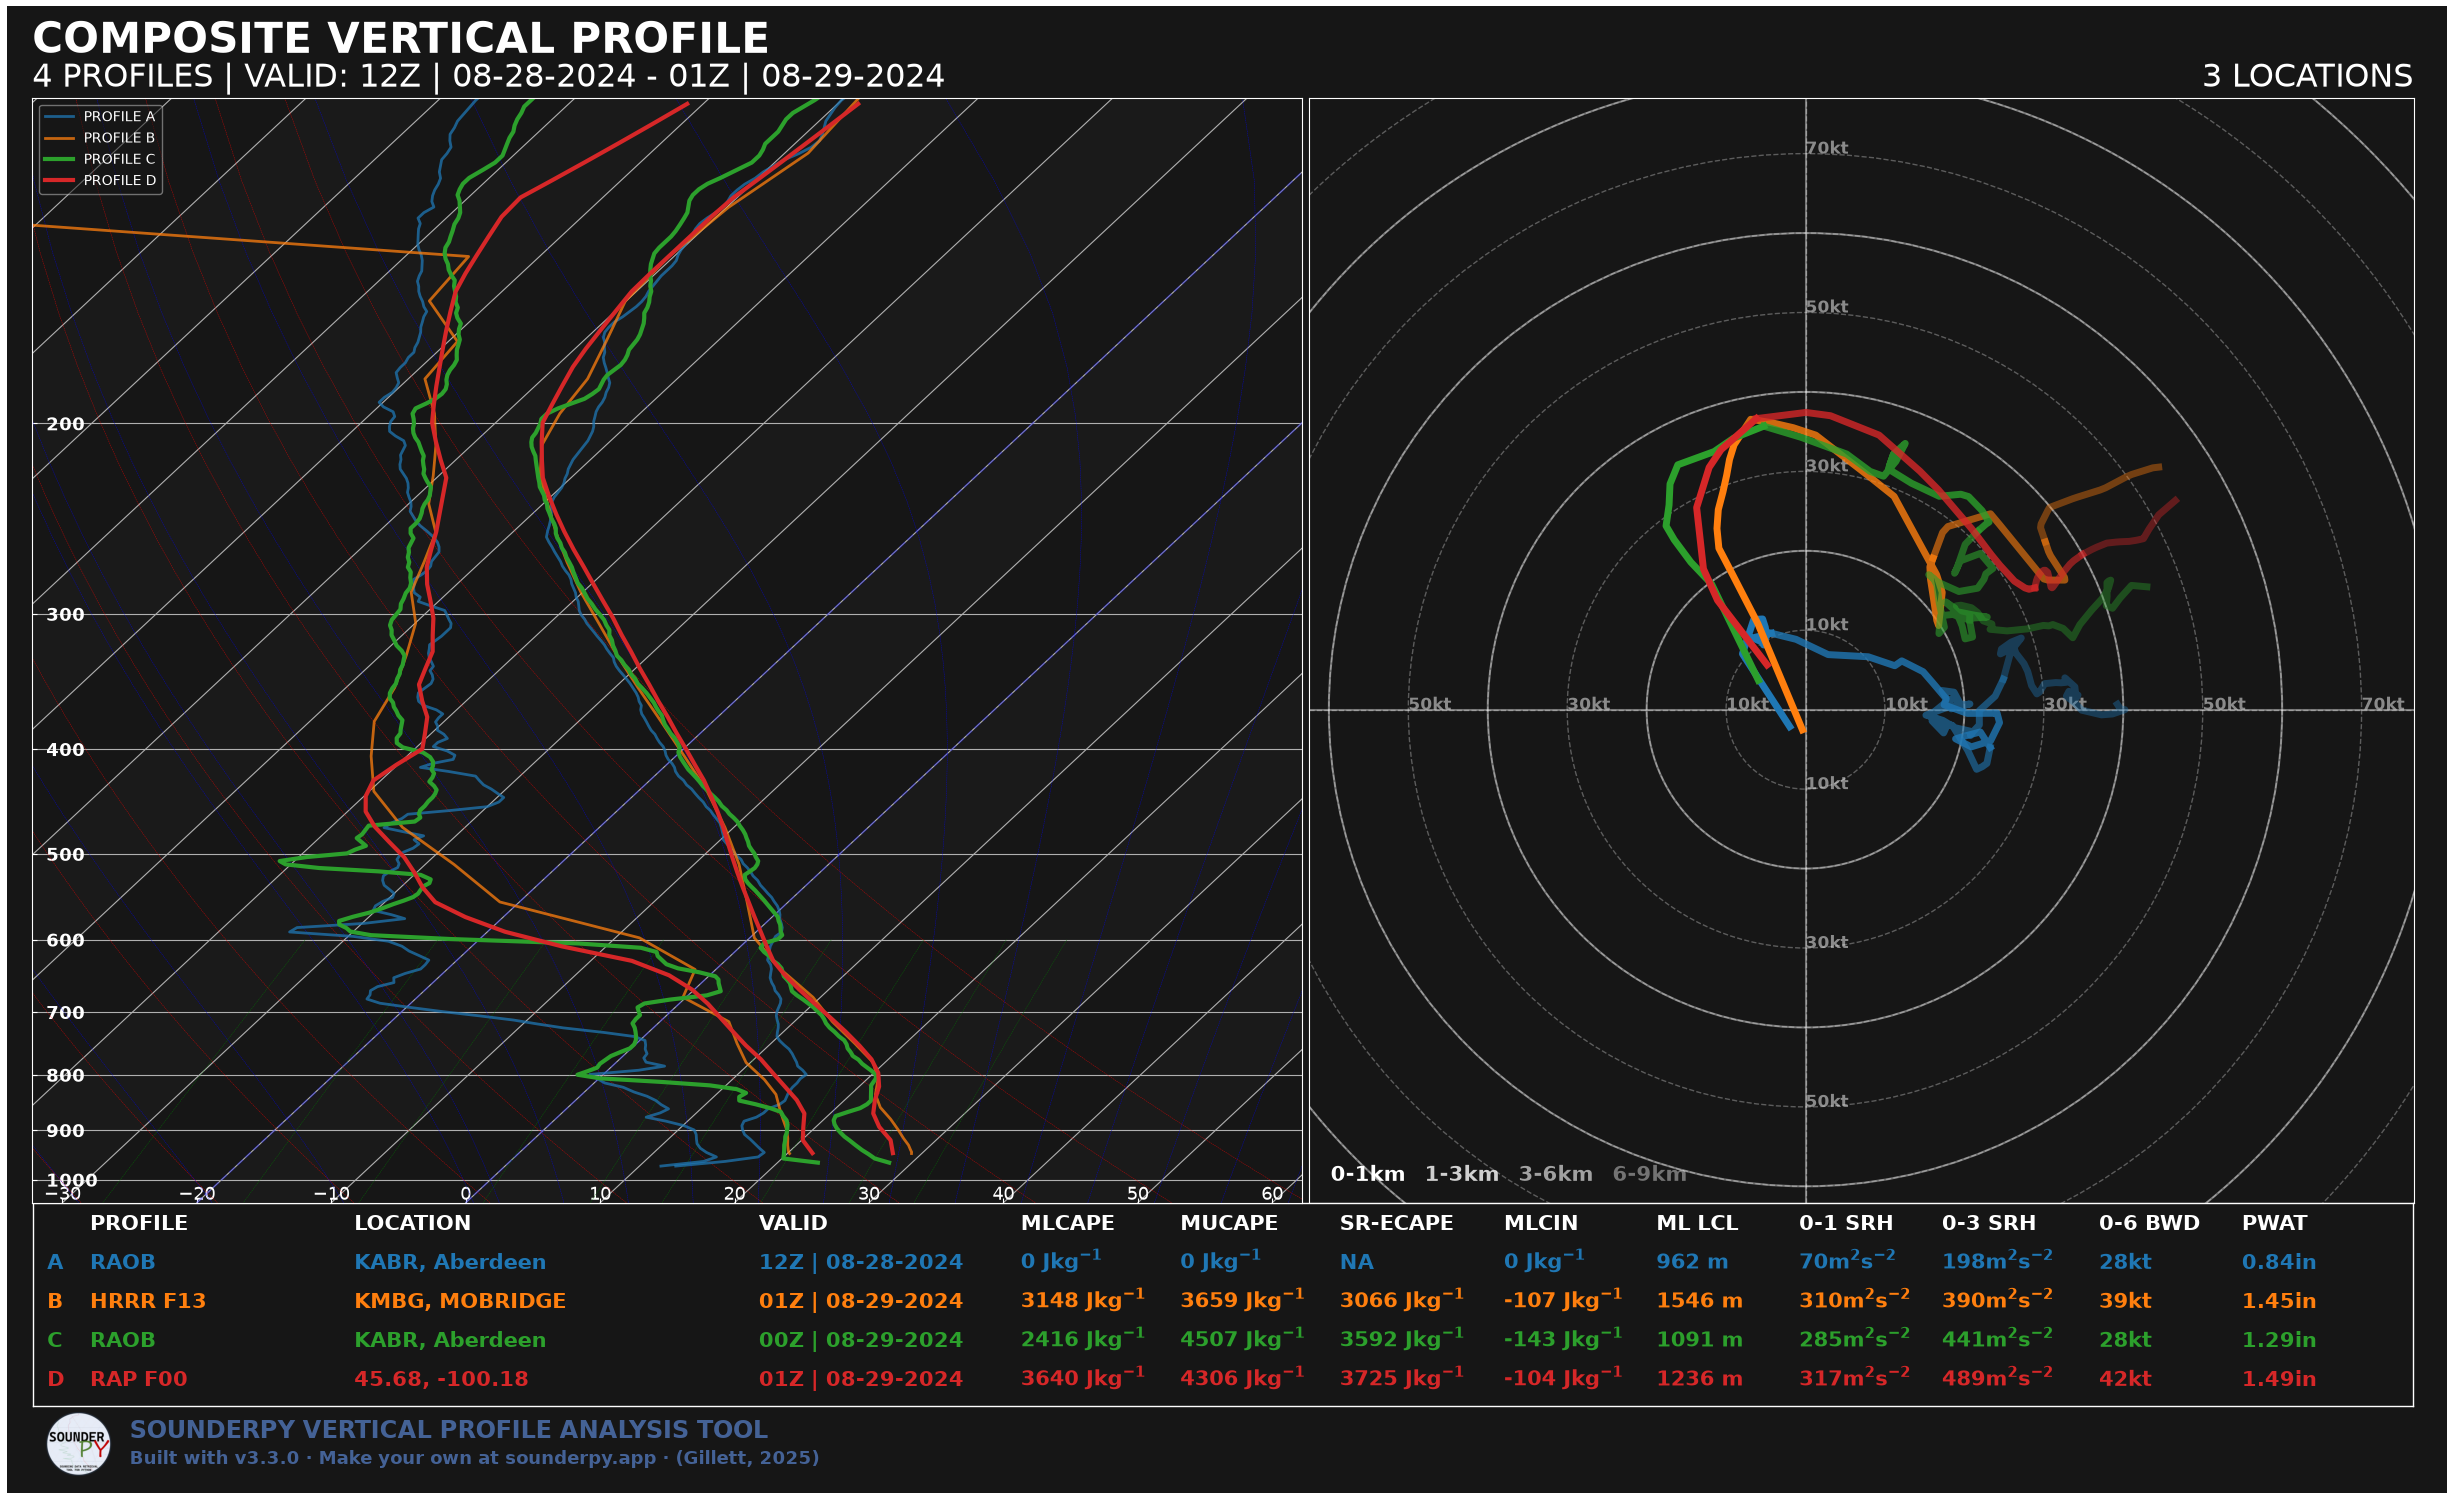 COMPOSITE VERTICAL PROFILE
4 PROFILES | VALID: 12Z | 08-28-2024 - 01Z | 08-29-2024
3 LOCATIONS
PROFILE A
PROFILE B
PROFILE C
PROFILE D
200
300
400
500
600
700
800
900
1000
−30 −20 −10 0 10 20 30 40 50 60
70kt
50kt
30kt
10kt
50kt 30kt 10kt 10kt 30kt 50kt 70kt
10kt
30kt
50kt
0-1km 1-3km 3-6km 6-9km
PROFILE LOCATION VALID MLCAPE MUCAPE SR-ECAPE MLCIN ML LCL 0-1 SRH 0-3 SRH 0-6 BWD PWAT
A RAOB KABR, Aberdeen 12Z | 08-28-2024 0 Jkg⁻¹ 0 Jkg⁻¹ NA 0 Jkg⁻¹ 962 m 70m²s⁻² 198m²s⁻² 28kt 0.84in
B HRRR F13 KMBG, MOBRIDGE 01Z | 08-29-2024 3148 Jkg⁻¹ 3659 Jkg⁻¹ 3066 Jkg⁻¹ -107 Jkg⁻¹ 1546 m 310m²s⁻² 390m²s⁻² 39kt 1.45in
C RAOB KABR, Aberdeen 00Z | 08-29-2024 2416 Jkg⁻¹ 4507 Jkg⁻¹ 3592 Jkg⁻¹ -143 Jkg⁻¹ 1091 m 285m²s⁻² 441m²s⁻² 28kt 1.29in
D RAP F00 45.68, -100.18 01Z | 08-29-2024 3640 Jkg⁻¹ 4306 Jkg⁻¹ 3725 Jkg⁻¹ -104 Jkg⁻¹ 1236 m 317m²s⁻² 489m²s⁻² 42kt 1.49in
SOUNDER
PY
SOUNDERPY VERTICAL PROFILE ANALYSIS TOOL
Built with v3.3.0 · Make your own at sounderpy.app · (Gillett, 2025)